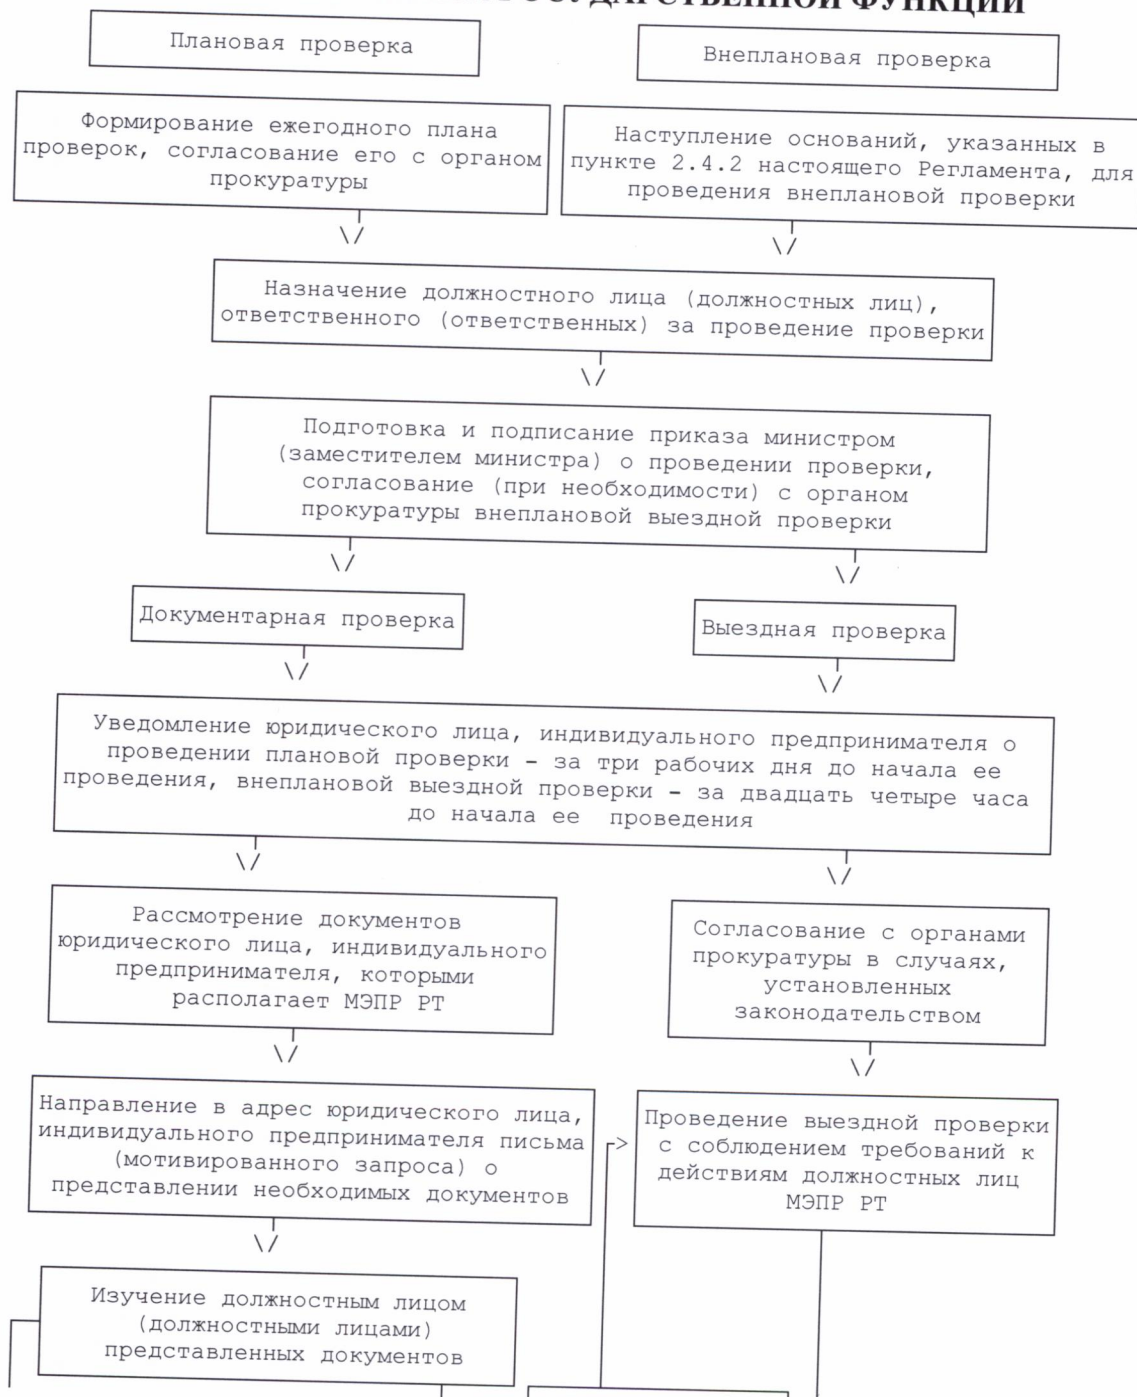 ГОСУДАРСТВЕННОЙ ФУНКЦИИ
Плановая проверка
Внеплановая проверка
Формирование ежегодного плана
проверок, согласование его с органом
прокуратуры
Наступление оснований, указанных в
пункте 2.4.2 настоящего Регламента, для
проведения внеплановой проверки
Назначение должностного лица (должностных лиц),
ответственного (ответственных) за проведение проверки
Подготовка и подписание приказа министром
(заместителем министра) о проведении проверки,
согласование (при необходимости) с органом
прокуратуры внеплановой выездной проверки
Документарная проверка
Выездная проверка
Уведомление юридического лица, индивидуального предпринимателя о
проведении плановой проверки - за три рабочих дня до начала ее
проведения, внеплановой выездной проверки - за двадцать четыре часа
до начала ее проведения
Рассмотрение документов
юридического лица, индивидуального
предпринимателя, которыми
располагает МЭПР РТ
Согласование с органами
прокуратуры в случаях,
установленных
законодательством
Направление в адрес юридического лица,
индивидуального предпринимателя письма
(мотивированного запроса) о
представлении необходимых документов
Проведение выездной проверки
с соблюдением требований к
действиям должностных лиц
МЭПР РТ
Изучение должностным лицом
(должностными лицами)
представленных документов